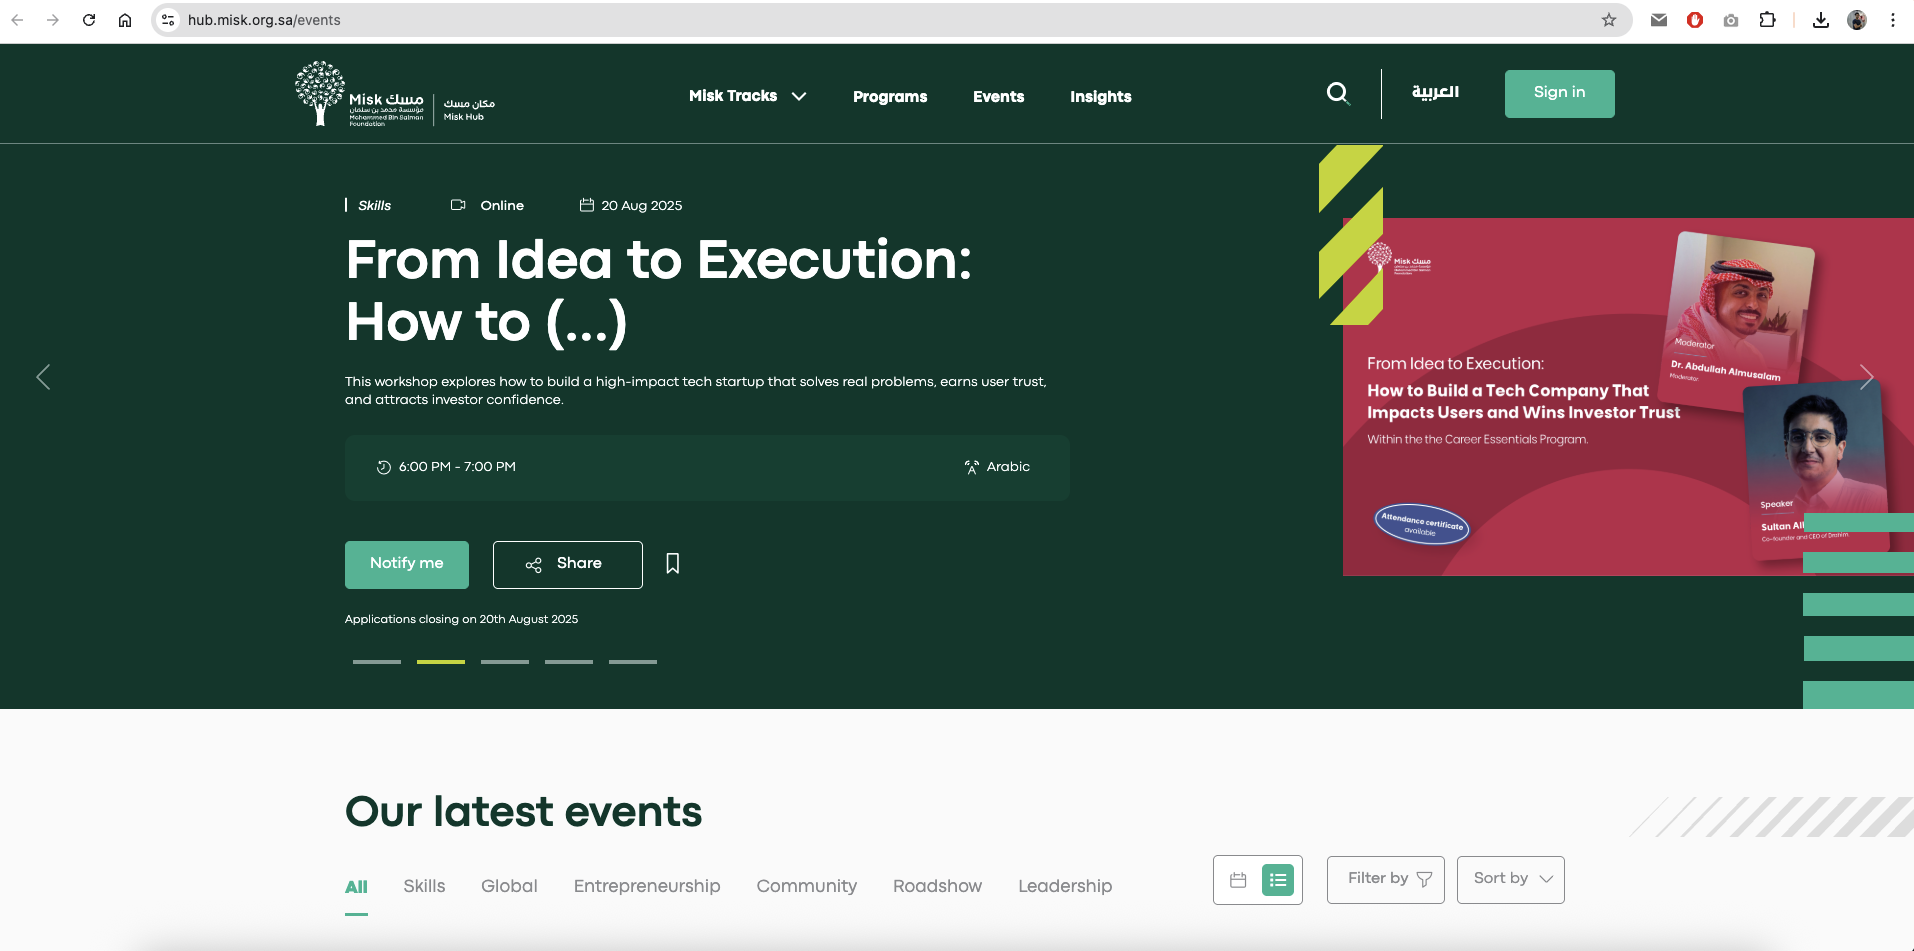 hub.misk.org.sa/events
Misk مسك
مؤسسة محمد بن سلمان
Mohammed Bin Salman
Foundation
مكان مسك
Misk Hub
Misk Tracks
Programs
Events
Insights
العربية
Sign in
Skills
Online
20 Aug 2025
From Idea to Execution:
How to (...)
This workshop explores how to build a high-impact tech startup that solves real problems, earns user trust,
and attracts investor confidence.
6:00 PM - 7:00 PM
Arabic
Notify me
Share
Applications closing on 20th August 2025
Misk مسك
From Idea to Execution:
How to Build a Tech Company That
Impacts Users and Wins Investor Trust
Within the the Career Essentials Program.
Attendance certificate
available
Moderator
Dr. Abdullah Almusalam
Moderator
Speaker
Sultan
Co-founder and CEO of Drahim
Our latest events
All
Skills
Global
Entrepreneurship
Community
Roadshow
Leadership
Filter by
Sort by